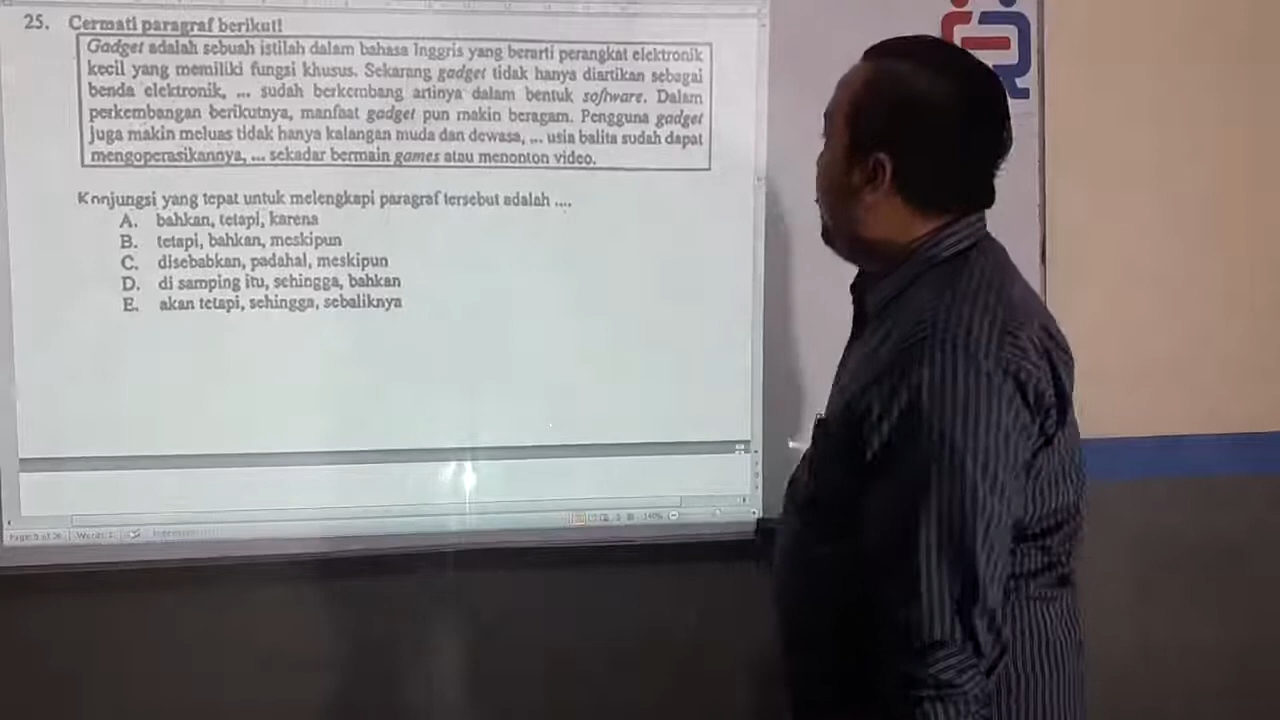 25. Cermati paragraf berikut!
Gadget adalah sebuah istilah dalam bahasa Inggris yang berarti perangkat elektronik
kecil yang memiliki fungsi khusus. Sekarang gadget tidak hanya diartikan sebagai
benda elektronik, ... sudah berkembang artinya dalam bentuk software. Dalam
perkembangan berikutnya, manfaat gadget pun makin beragam. Pengguna gadget
juga makin meluas tidak hanya kalangan muda dan dewasa, ... usia balita sudah dapat
mengoperasikannya, ... sekadar bermain games atau menonton video.
Konjungsi yang tepat untuk melengkapi paragraf tersebut adalah ....
A. bahkan, tetapi, karena
B. tetapi, bahkan, meskipun
C. disebabkan, padahal, meskipun
D. di samping itu, sehingga, bahkan
E. akan tetapi, sehingga, sebaliknya
140%